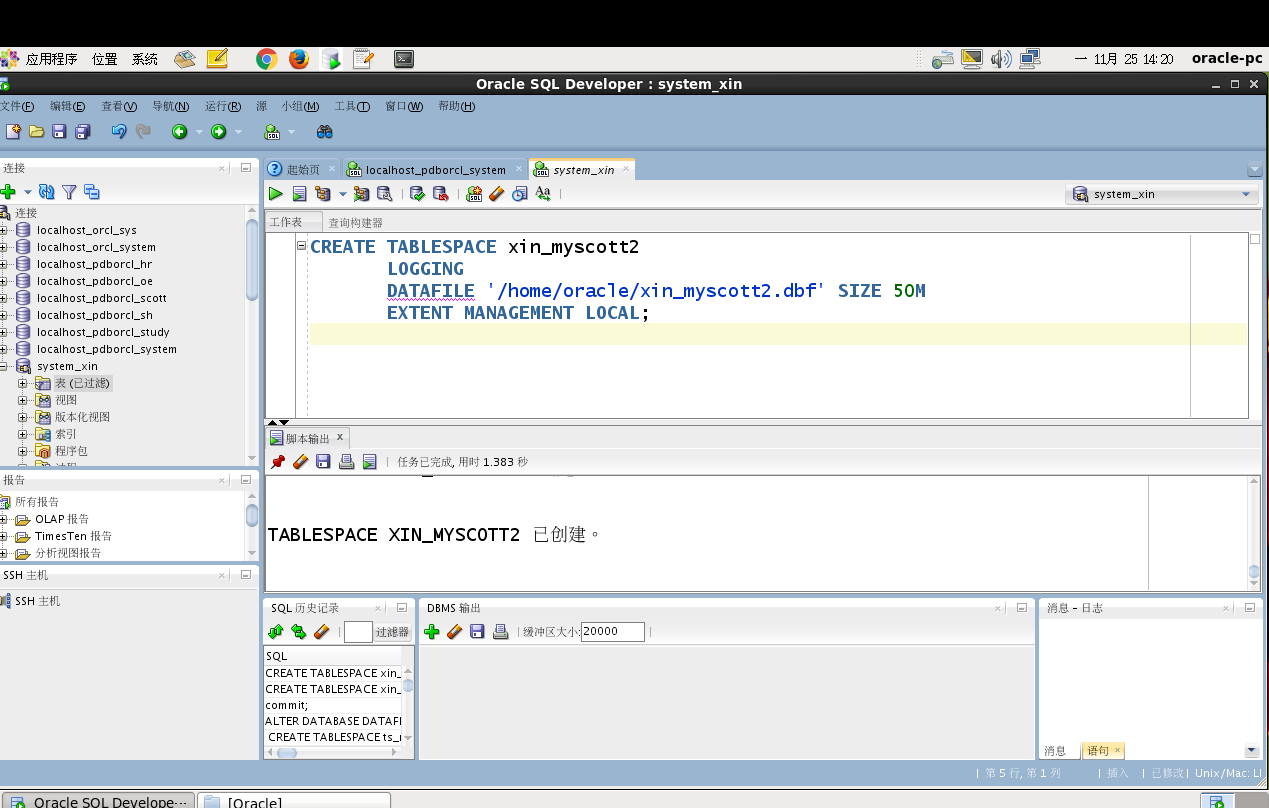 应用程序 位置 系统
一 11月 25 14:20 oracle-pc
Oracle SQL Developer : system_xin
文件(F) 编辑(E) 查看(V) 导航(N) 运行(R) 源 小组(M) 工具(T) 窗口(W) 帮助(H)
连接
连接
localhost_orcl_sys
localhost_orcl_system
localhost_pdborcl_hr
localhost_pdborcl_oe
localhost_pdborcl_scott
localhost_pdborcl_sh
localhost_pdborcl_study
localhost_pdborcl_system
system_xin
表 (已过滤)
视图
版本化视图
索引
程序包
报告
所有报告
OLAP 报告
TimesTen 报告
分析视图报告
SSH 主机
SSH 主机
起始页 localhost_pdborcl_system system_xin
system_xin
工作表 查询构建器
CREATE TABLESPACE xin_myscott2
LOGGING
DATAFILE '/home/oracle/xin_myscott2.dbf' SIZE 50M
EXTENT MANAGEMENT LOCAL;
脚本输出 x
任务已完成, 用时 1.383 秒
TABLESPACE XIN_MYSCOTT2 已创建。
SQL 历史记录
过滤器
SQL
CREATE TABLESPACE xin_
CREATE TABLESPACE xin_
commit;
ALTER DATABASE DATAFI
CREATE TABLESPACE ts_
DBMS 输出
缓冲区大小: 20000
消息 - 日志
消息 语句
第 5 行, 第 1 列 | 插入 | 已修改 | Unix/Mac: LI
Oracle SQL Develope···
[Oracle]